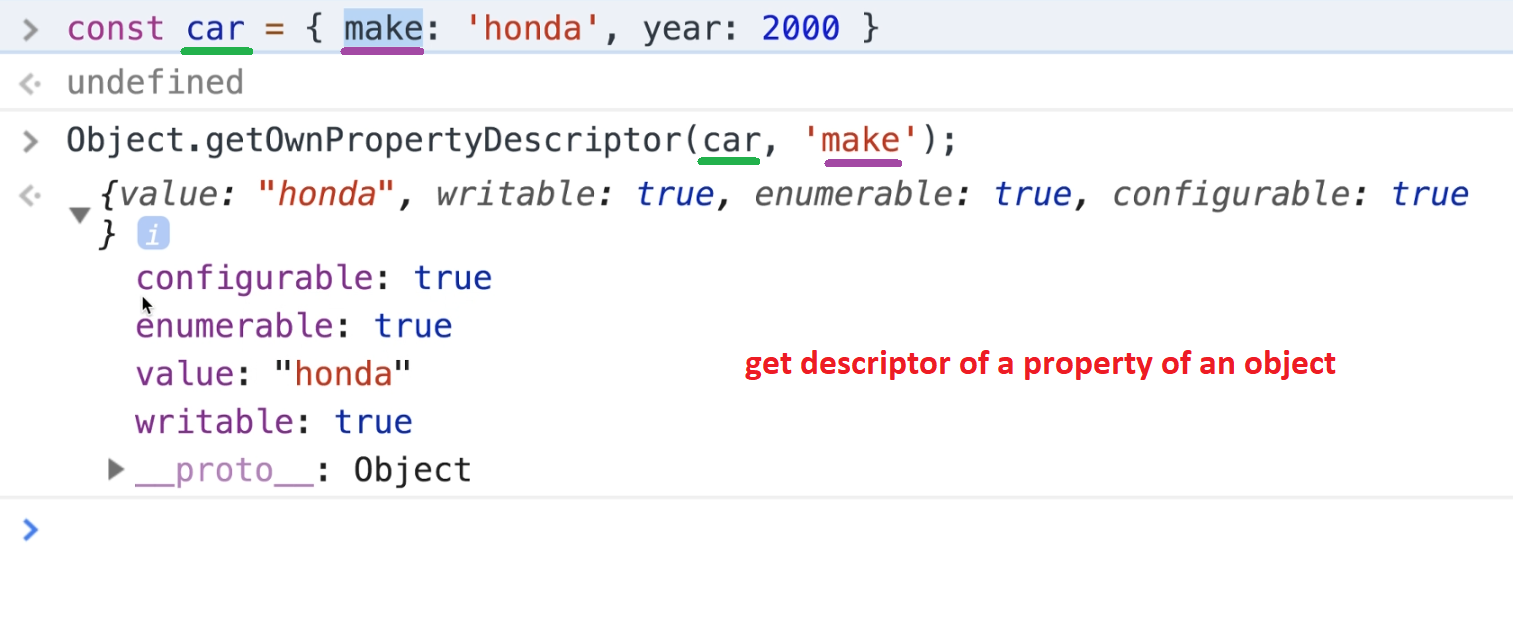 const car = { make: 'honda', year: 2000 }
undefined
Object.getOwnPropertyDescriptor(car, 'make');
{value: "honda", writable: true, enumerable: true, configurable: true
} i
configurable: true
enumerable: true
value: "honda"
get descriptor of a property of an object
writable: true
__proto__: Object